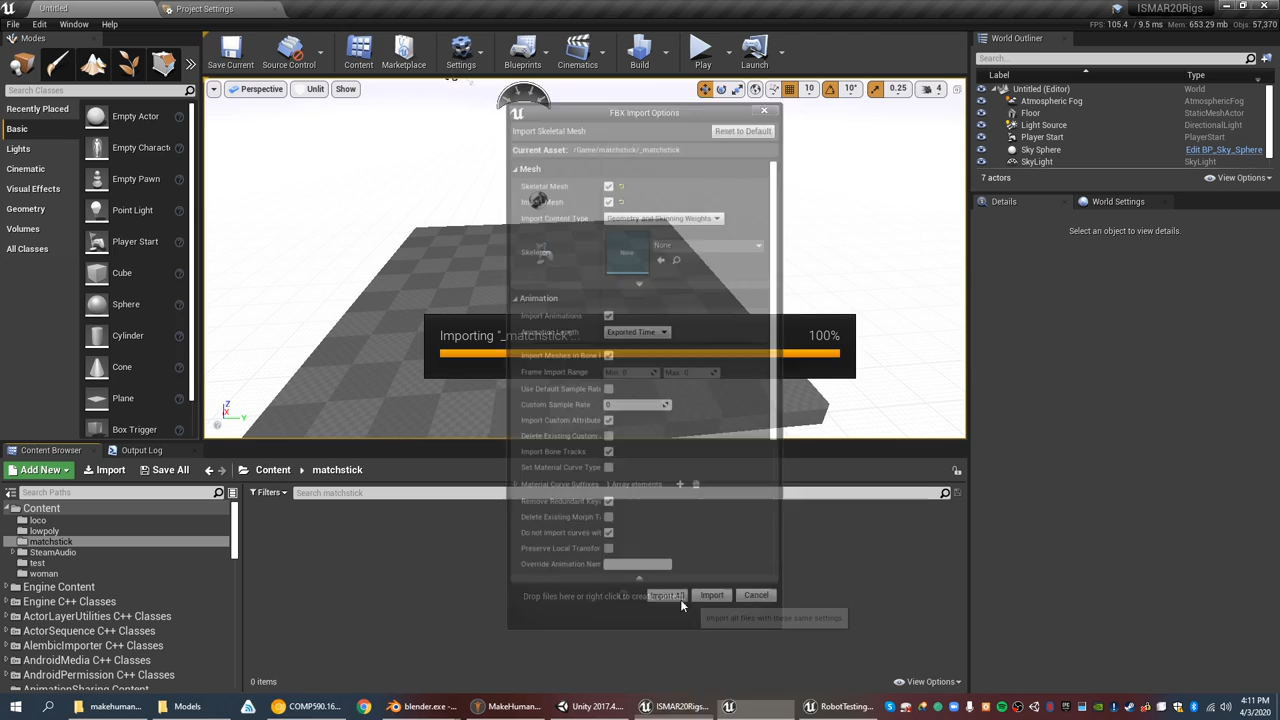 Untitled
Project Settings
ISMAR20Rigs
File Edit Window Help
FPS: 105.4 / 9.5 ms Mem: 653.29 mb Objs: 57,370
Modes
Search Classes
Recently Placed
Basic
Lights
Cinematic
Visual Effects
Geometry
Volumes
All Classes
Empty Actor
Empty Charact
Empty Pawn
Point Light
Player Start
Cube
Sphere
Cylinder
Cone
Plane
Box Trigger
Save Current
Source Control
Content
Marketplace
Settings
Blueprints
Cinematics
Build
Play
Launch
Perspective
Unlit
Show
10
10°
0.25
4
FBX Import Options
Import Skeletal Mesh
Reset to Default
Current Asset: /Game/matchstick/_matchstick
Mesh
Skeletal Mesh
Import Content Type
Geometry and Skinning Weights
Skeleton
None
None
Animation
Import Animations
Animation Length
Exported Time
Importing "_matchstick"...
100%
Import Meshes in Bone
Frame Import Range
Min: 0
Max: 0
Use Default Sample Rate
Custom Sample Rate
0
Import Custom Attribute
Delete Existing Custom
Import Bone Tracks
Set Material Curve Type
Material Curve Suffixes
1 Array elements
Remove Redundant Key
Delete Existing Morph T
Do not import curves wit
Preserve Local Transfor
Override Animation Nam
Import All
Import
Cancel
Import all files with these same settings
Z
X
Y
World Outliner
Search...
Label
Type
Untitled (Editor)
World
AtmosphericFog
AtmosphericFog
Floor
StaticMeshActor
Light Source
DirectionalLight
Player Start
PlayerStart
Sky Sphere
Edit BP_Sky_Sphere
SkyLight
SkyLight
7 actors
View Options
Details
World Settings
Select an object to view details.
Content Browser
Output Log
Add New
Import
Save All
Content
matchstick
Search Paths
Filters
Search matchstick
Content
loco
lowpoly
matchstick
SteamAudio
test
woman
Engine Content
Engine C++ Classes
ActorLayerUtilities C++ Classes
ActorSequence C++ Classes
AlembicImporter C++ Classes
AndroidMedia C++ Classes
AndroidPermission C++ Classes
AnimationSharing Content
Drop files here or right click to crea
0 items
View Options
makehuman...
Models
COMP590.16...
blender.exe - ...
MakeHuman...
Unity 2017.4....
ISMAR20Rigs...
RobotTesting...
4:11 PM
4/3/2020